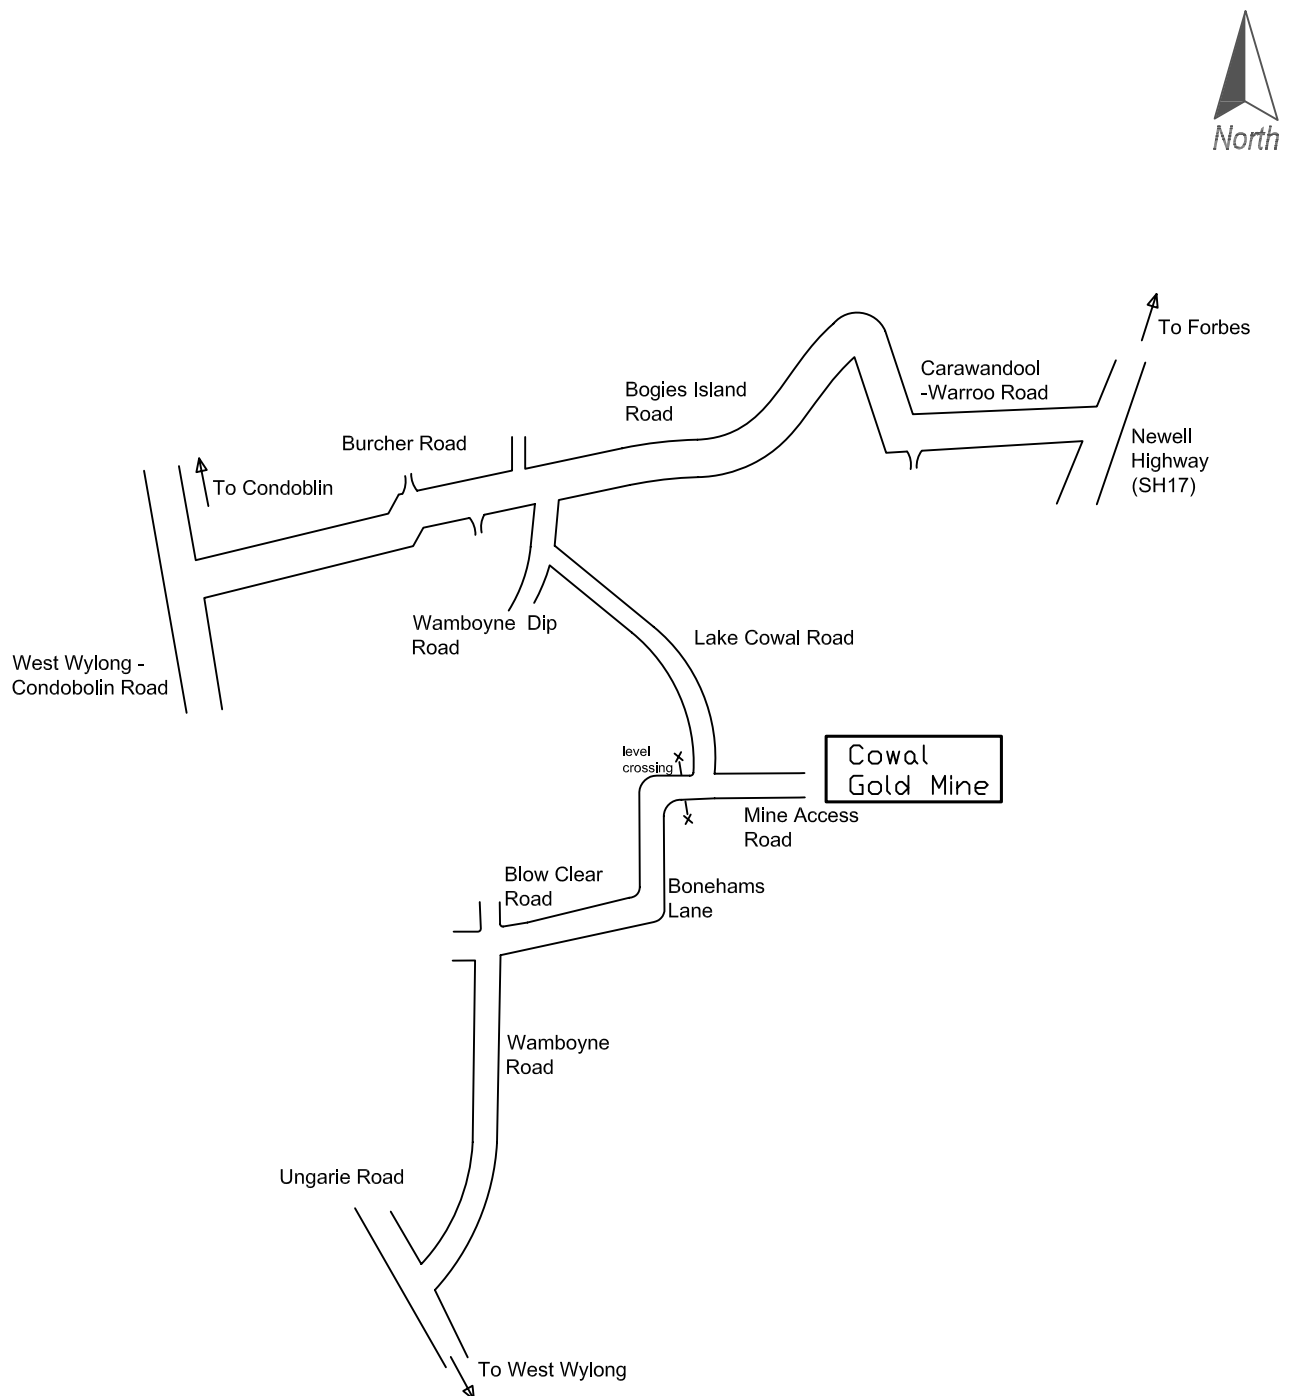 North
To Forbes
Carawandool
-Warroo Road
Bogies Island
Road
Newell
Highway
(SH17)
Burcher Road
To Condoblin
Wamboyne Dip
Road
Lake Cowal Road
West Wylong -
Condobolin Road
level
crossing
Cowal
Gold Mine
Mine Access
Road
Blow Clear
Road
Bonehams
Lane
Wamboyne
Road
Ungarie Road
To West Wylong